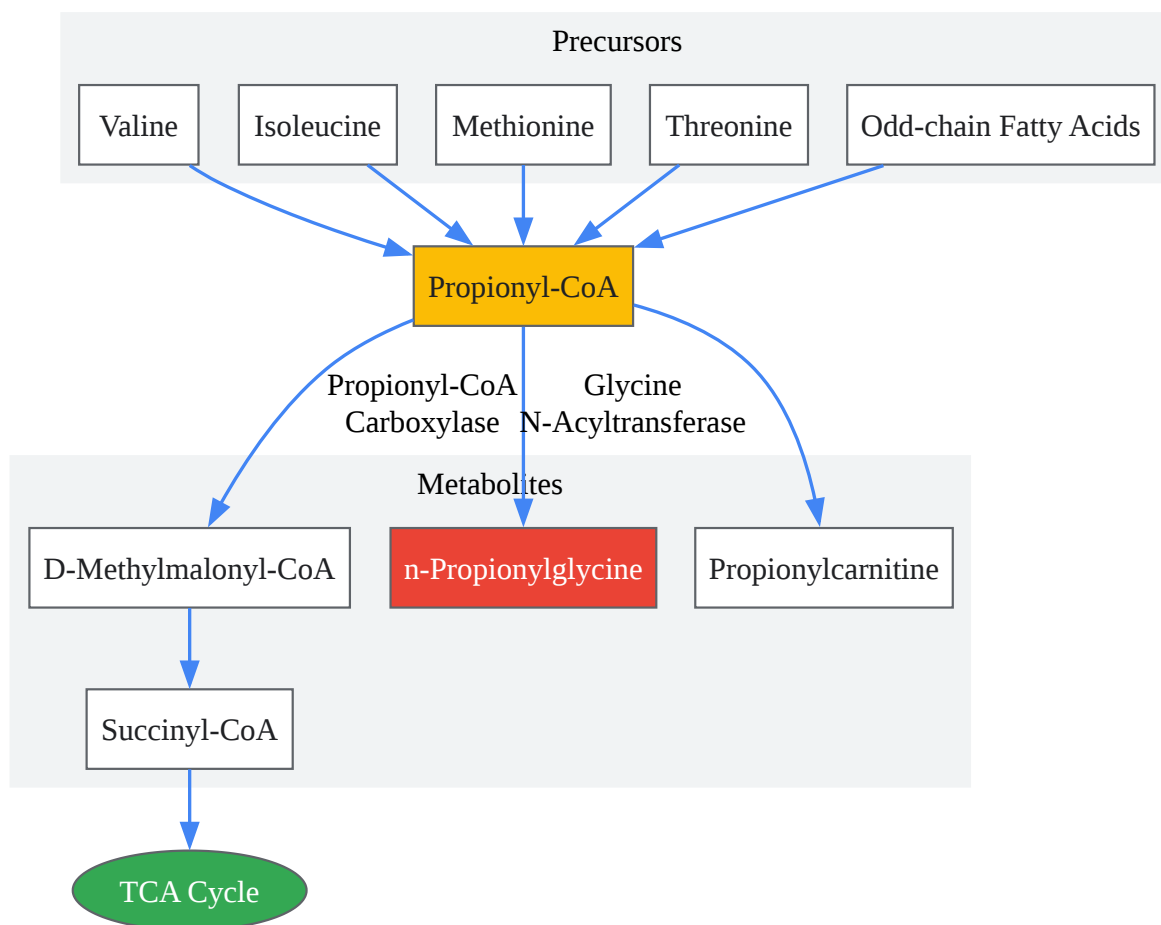 Precursors
Valine
Isoleucine
Methionine
Threonine
Odd-chain Fatty Acids
Propionyl-CoA
Propionyl-CoA
Carboxylase
Glycine
N-Acyltransferase
Metabolites
D-Methylmalonyl-CoA
n-Propionylglycine
Propionylcarnitine
Succinyl-CoA
TCA Cycle